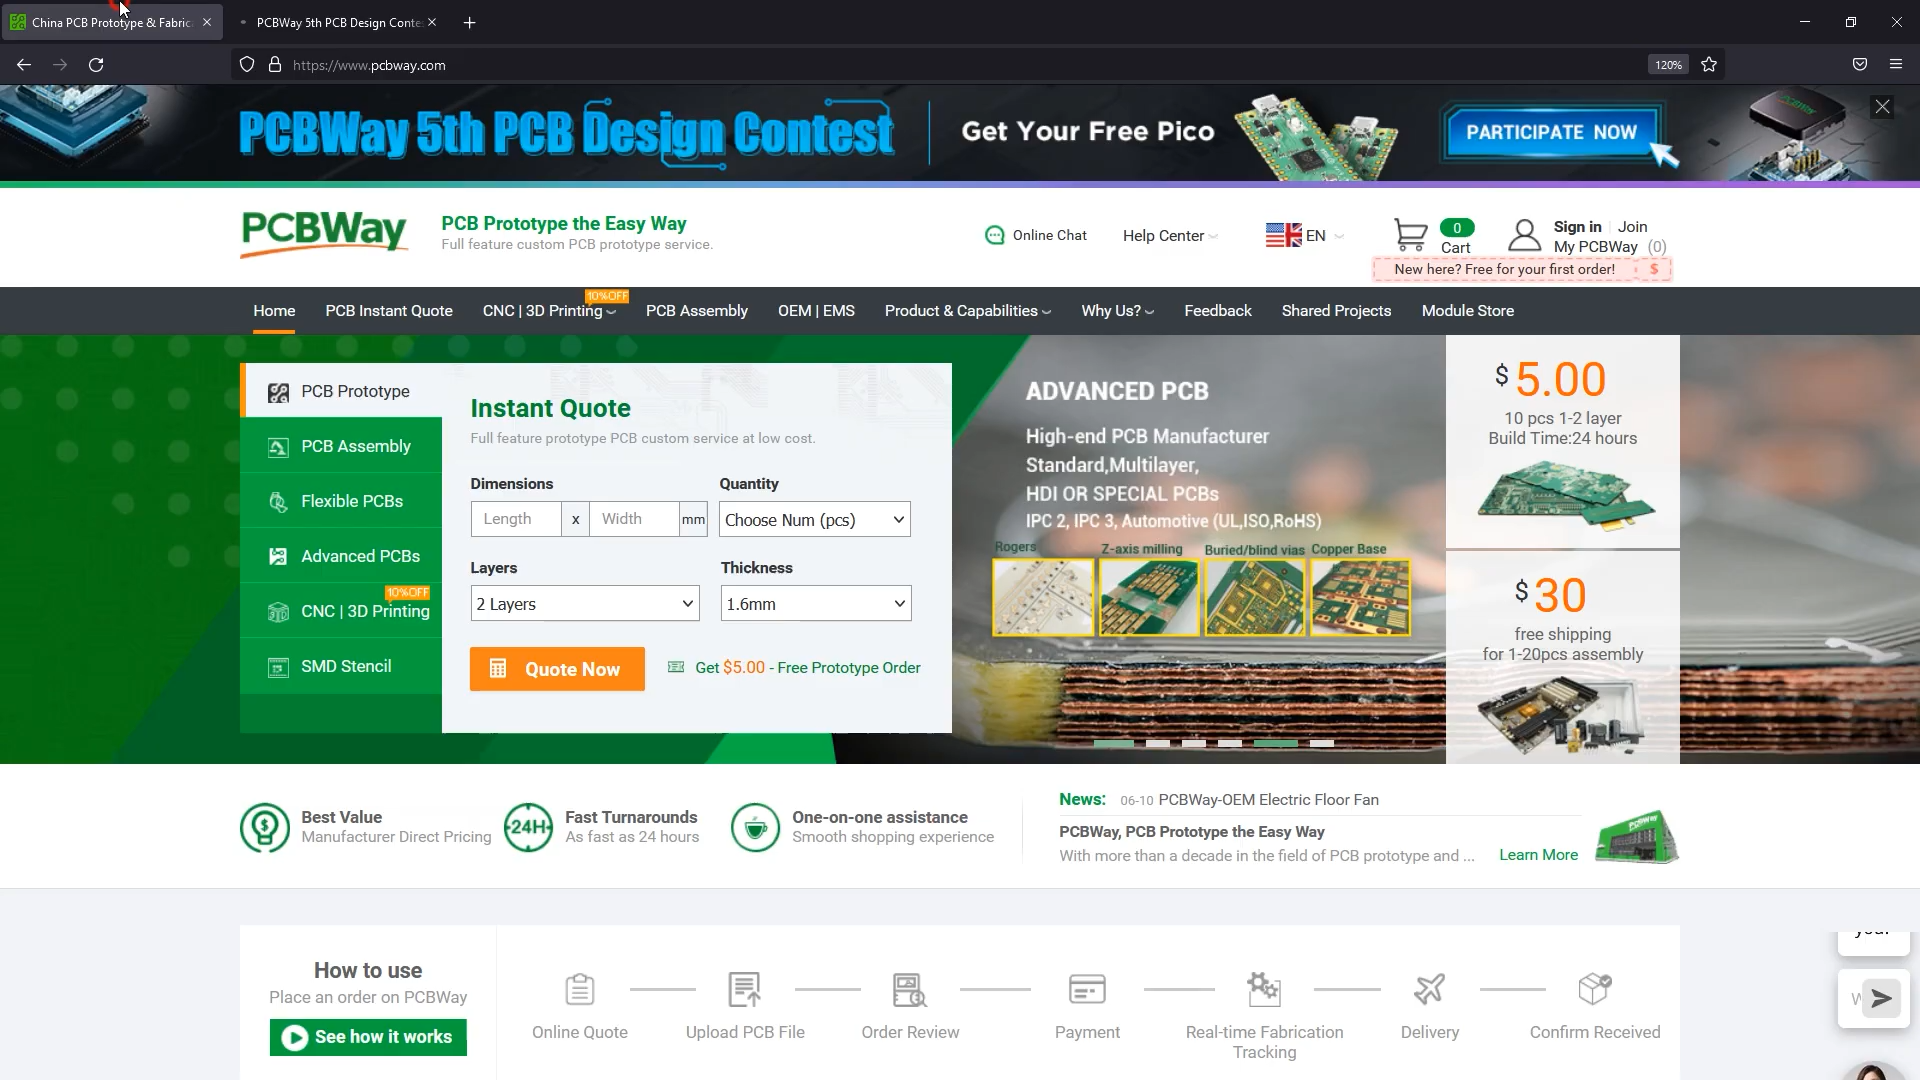 China PCB Prototype & Fabric
PCBWay 5th PCB Design Contes
https://www.pcbway.com
120%
PCBWay 5th PCB Design Contest
Get Your Free Pico
PARTICIPATE NOW
PCBWay
PCB Prototype the Easy Way
Full feature custom PCB prototype service.
Online Chat
Help Center
EN
0
Cart
Sign in
Join
My PCBWay (0)
New here? Free for your first order! $
10%OFF
Home
PCB Instant Quote
CNC | 3D Printing
PCB Assembly
OEM | EMS
Product & Capabilities
Why Us?
Feedback
Shared Projects
Module Store
PCB Prototype
PCB Assembly
Flexible PCBs
Advanced PCBs
10%OFF
CNC | 3D Printing
SMD Stencil
Instant Quote
Full feature prototype PCB custom service at low cost.
Dimensions
Quantity
Length x Width mm
Choose Num (pcs)
Layers
Thickness
2 Layers
1.6mm
Quote Now
Get $5.00 - Free Prototype Order
ADVANCED PCB
High-end PCB Manufacturer
Standard,Multilayer,
HDI OR SPECIAL PCBs
IPC 2, IPC 3, Automotive (UL,ISO,RoHS)
Rogers
Z-axis milling
Buried/blind vias
Copper Base
$ 5.00
10 pcs 1-2 layer
Build Time:24 hours
$ 30
free shipping
for 1-20pcs assembly
Best Value
Manufacturer Direct Pricing
24H
Fast Turnarounds
As fast as 24 hours
One-on-one assistance
Smooth shopping experience
News: 06-10 PCBWay-OEM Electric Floor Fan
PCBWay, PCB Prototype the Easy Way
With more than a decade in the field of PCB prototype and ...
Learn More
PCBWay
How to use
Place an order on PCBWay
See how it works
Online Quote
Upload PCB File
Order Review
Payment
Real-time Fabrication
Tracking
Delivery
Confirm Received